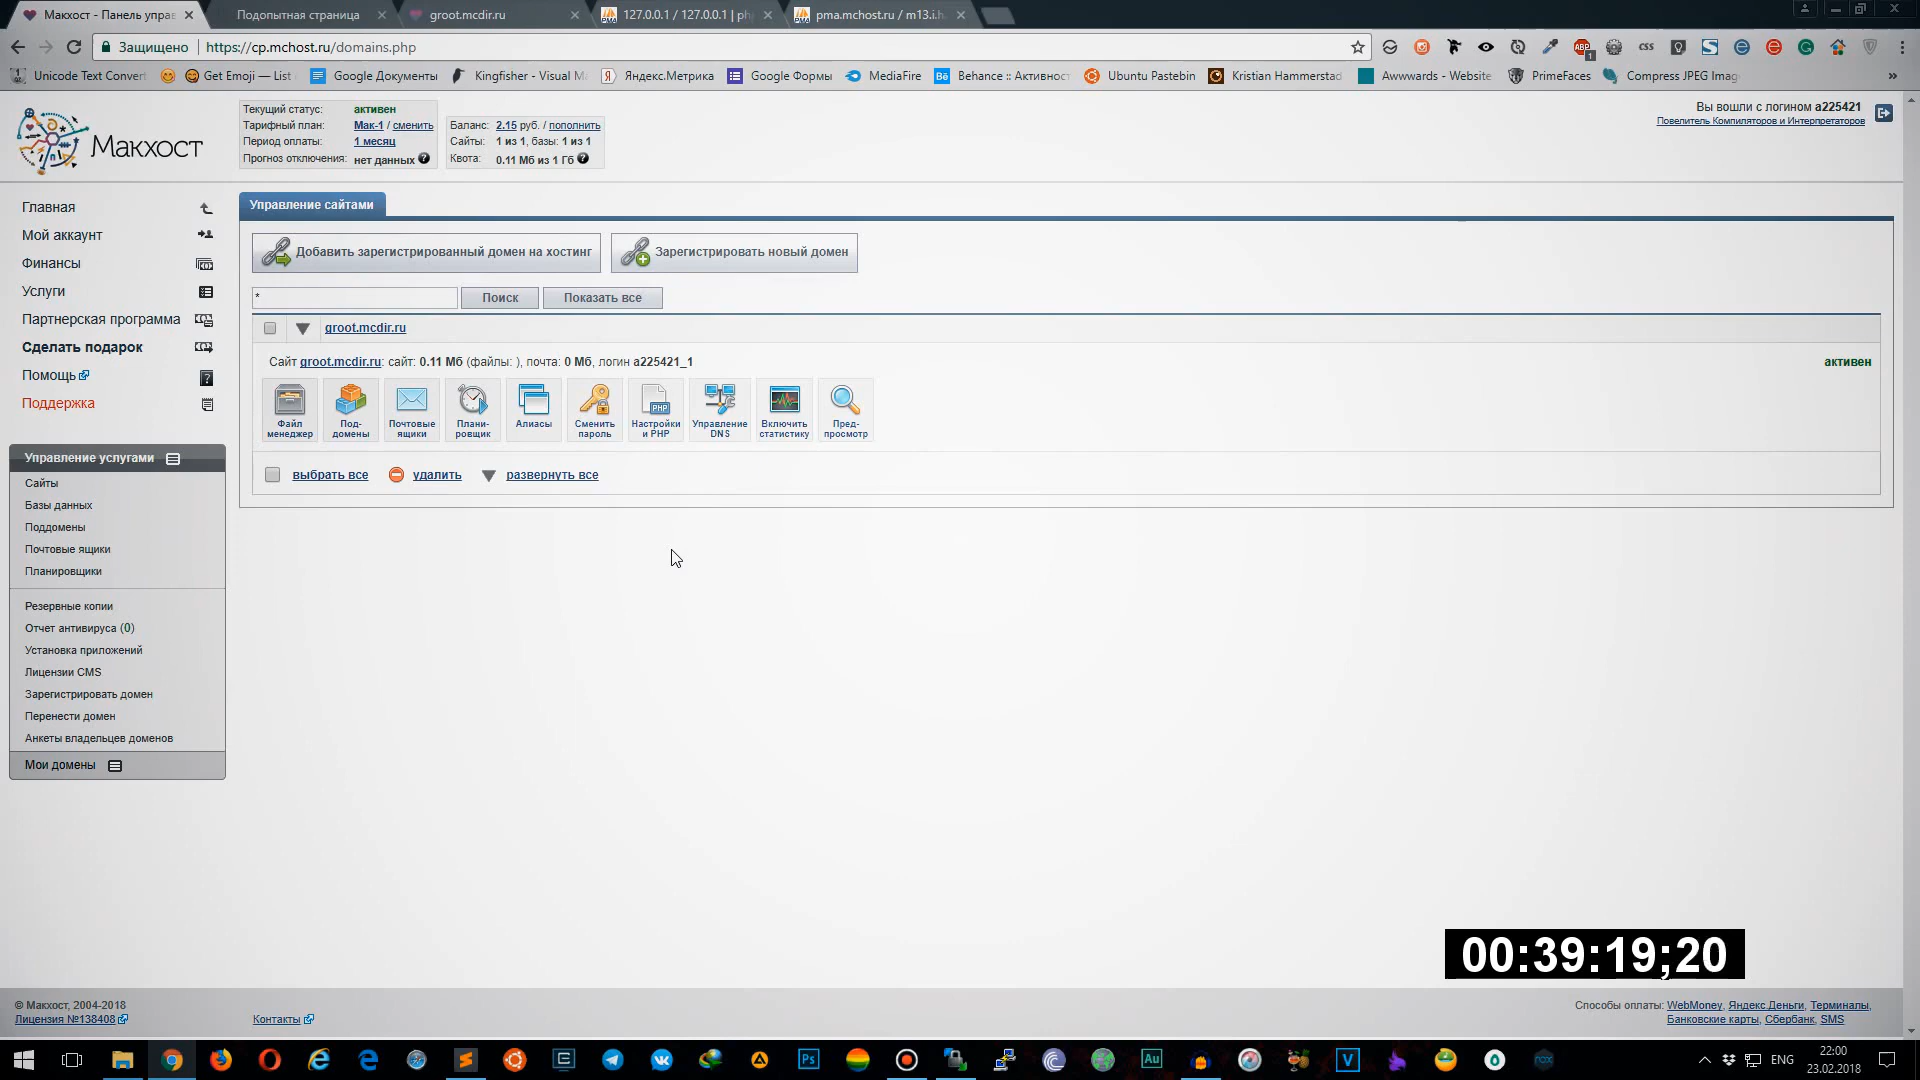 Макхост - Панель управ
Подопытная страница
groot.mcdir.ru
127.0.0.1 / 127.0.0.1 | ph
pma.mchost.ru / m13.i.h
Защищено
https://cp.mchost.ru/domains.php
Unicode Text Convert
Get Emoji — List
Google Документы
Kingfisher - Visual M
Яндекс.Метрика
Google Формы
MediaFire
Behance :: Активнос
Ubuntu Pastebin
Kristian Hammerstad
Awwwards - Website
PrimeFaces
Compress JPEG Imag
»
Макхост
Текущий статус: активен
Тарифный план: Мак-1 / сменить
Период оплаты: 1 месяц
Прогноз отключения: нет данных
Баланс: 2.15 руб. / пополнить
Сайты: 1 из 1, базы: 1 из 1
Квота: 0.11 Мб из 1 Гб
Вы вошли с логином a225421
Повелитель Компиляторов и Интерпретаторов
Главная
Мой аккаунт
Финансы
Услуги
Партнерская программа
Сделать подарок
Помощь
Поддержка
Управление услугами
Сайты
Базы данных
Поддомены
Почтовые ящики
Планировщики
Резервные копии
Отчет антивируса (0)
Установка приложений
Лицензии CMS
Зарегистрировать домен
Перенести домен
Анкеты владельцев доменов
Мои домены
Управление сайтами
Добавить зарегистрированный домен на хостинг
Зарегистрировать новый домен
*
Поиск
Показать все
groot.mcdir.ru
Сайт groot.mcdir.ru: сайт: 0.11 Мб (файлы: ), почта: 0 Мб, логин a225421_1
активен
Файл менеджер
Под-домены
Почтовые ящики
Плани-ровщик
Алиасы
Сменить пароль
Настройки и PHP
Управление DNS
Включить статистику
Пред-просмотр
выбрать все
удалить
развернуть все
00:39:19;20
© Макхост, 2004-2018
Лицензия №138408
Контакты
Способы оплаты: WebMoney, Яндекс.Деньги, Терминалы,
Банковские карты, Сбербанк, SMS
ENG
22:00
23.02.2018